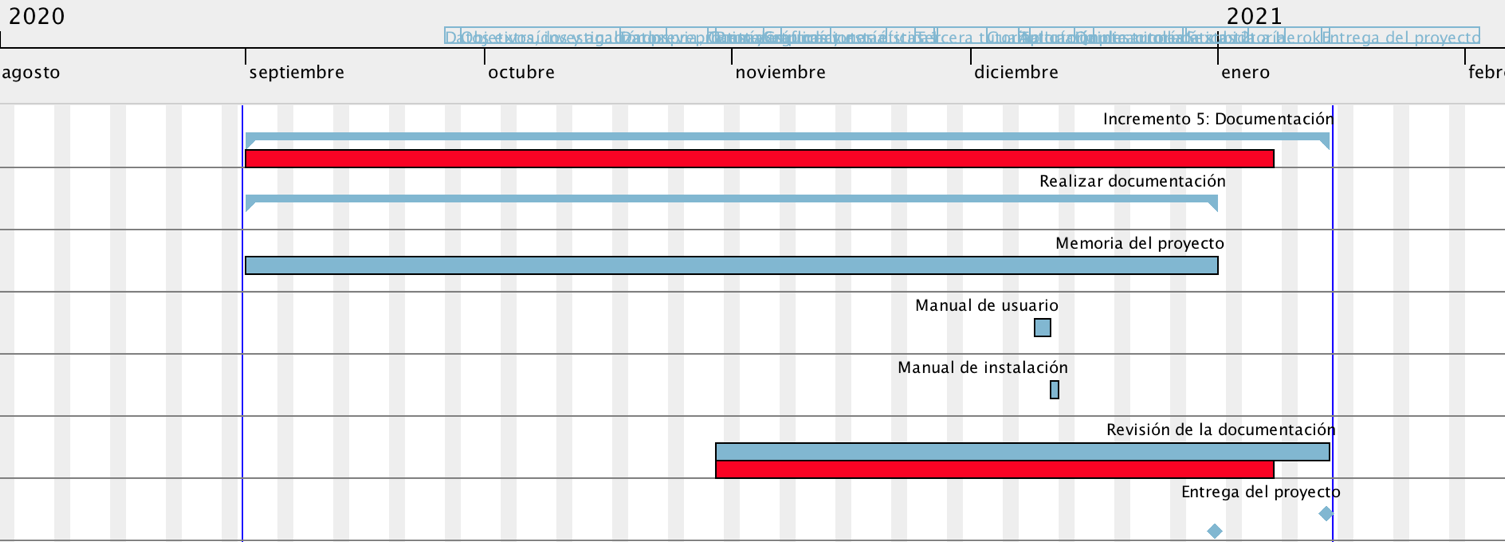 2020
2021
Entrega del proyecto
agosto
septiembre
octubre
noviembre
diciembre
enero
febr
Incremento 5: Documentación
Realizar documentación
Memoria del proyecto
Manual de usuario
Manual de instalación
Revisión de la documentación
Entrega del proyecto